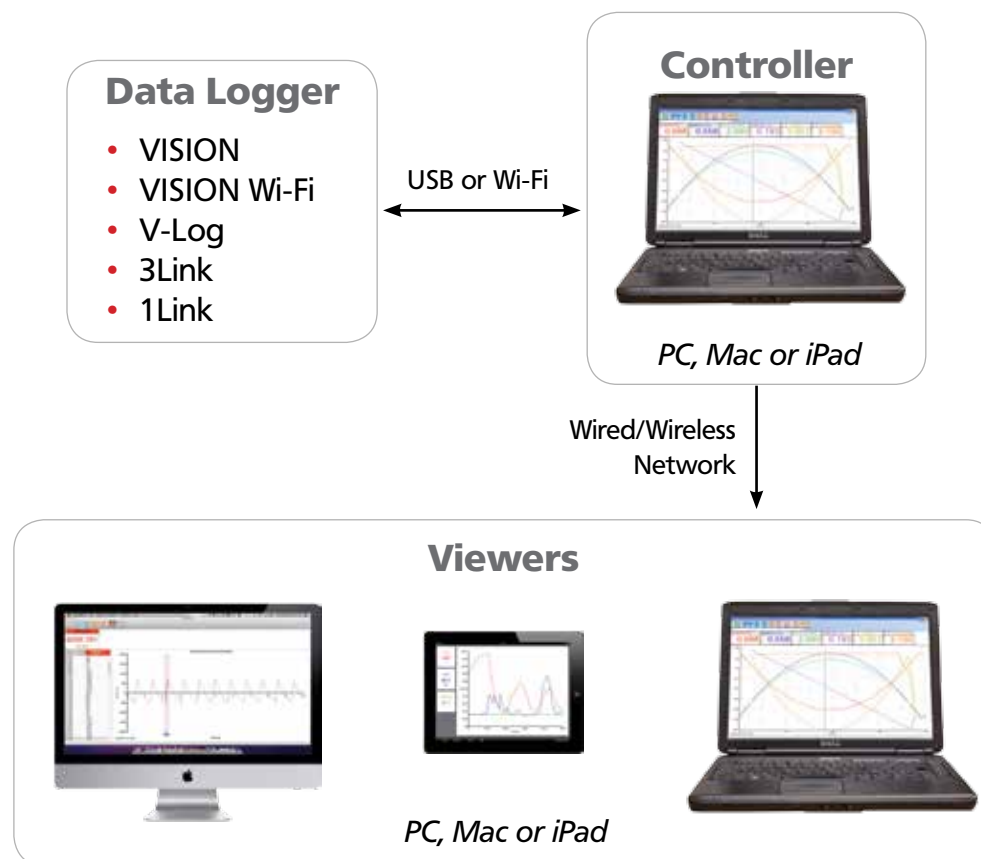 Data Logger
• VISION
• VISION Wi-Fi
• V-Log
• 3Link
• 1Link
USB or Wi-Fi
Controller
PC, Mac or iPad
Wired/Wireless
Network
Viewers
PC, Mac or iPad